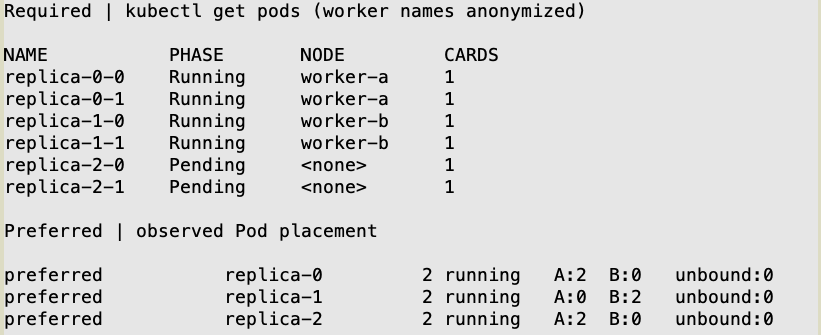 Required | kubectl get pods (worker names anonymized)
NAME PHASE NODE CARDS
replica-0-0 Running worker-a 1
replica-0-1 Running worker-a 1
replica-1-0 Running worker-b 1
replica-1-1 Running worker-b 1
replica-2-0 Pending <none> 1
replica-2-1 Pending <none> 1
Preferred | observed Pod placement
preferred replica-0 2 running A:2 B:0 unbound:0
preferred replica-1 2 running A:0 B:2 unbound:0
preferred replica-2 2 running A:2 B:0 unbound:0